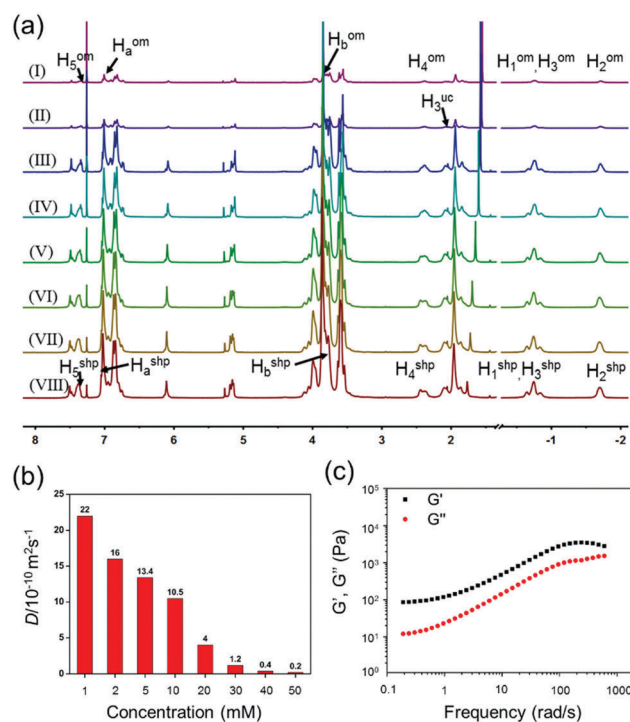 (a)
H₅ᵒᵐ Hₐᵒᵐ H_bᵒᵐ H₄ᵒᵐ H₁ᵒᵐ, H₃ᵒᵐ H₂ᵒᵐ
(I)
(II) H₃ᵘᶜ
(III)
(IV)
(V)
(VI)
(VII)
H₅ˢʰᵖ Hₐˢʰᵖ H_bˢʰᵖ H₄ˢʰᵖ H₁ˢʰᵖ, H₃ˢʰᵖ H₂ˢʰᵖ
(VIII)
8 7 6 5 4 3 2 -1 -2
(b)
D/10⁻¹⁰ m²s⁻¹
25
20
15
10
5
0
22
16
13.4
10.5
4
1.2
0.4
0.2
1 2 5 10 20 30 40 50
Concentration (mM)
(c)
G', G'' (Pa)
10⁵
10⁴
10³
10²
10¹
10⁰
G'
G''
0.1 1 10 100 1000
Frequency (rad/s)